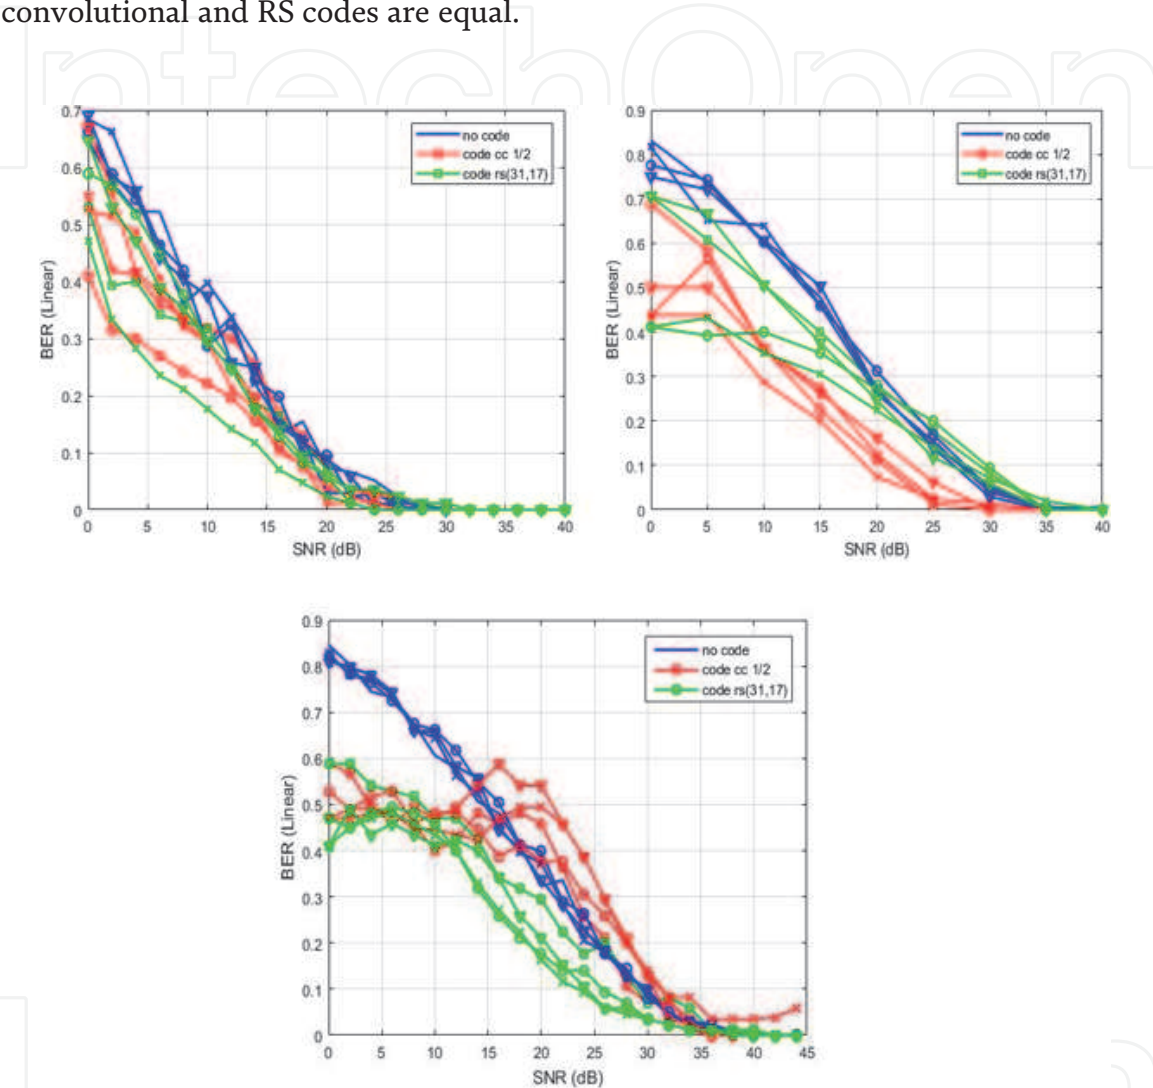 convolutional and RS codes are equal.
IntechOpen
0.7
0.6
0.5
0.4
0.3
0.2
0.1
0
BER (Linear)
no code
code cc 1/2
code rs(31,17)
0 5 10 15 20 25 30 35 40
SNR (dB)
0.9
0.8
0.7
0.6
0.5
0.4
0.3
0.2
0.1
0
BER (Linear)
no code
code cc 1/2
code rs(31,17)
0 5 10 15 20 25 30 35 40
SNR (dB)
0.9
0.8
0.7
0.6
0.5
0.4
0.3
0.2
0.1
0
BER (Linear)
no code
code cc 1/2
code rs(31,17)
0 5 10 15 20 25 30 35 40 45
SNR (dB)